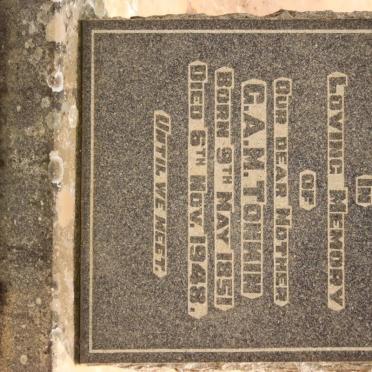 IN
LOVING MEMORY
OF
OUR DEAR MOTHER
C.A.M. TONKIN
BORN 9TH MAY 1851
DIED 6TH NOV. 1948.
UNTIL WE MEET.